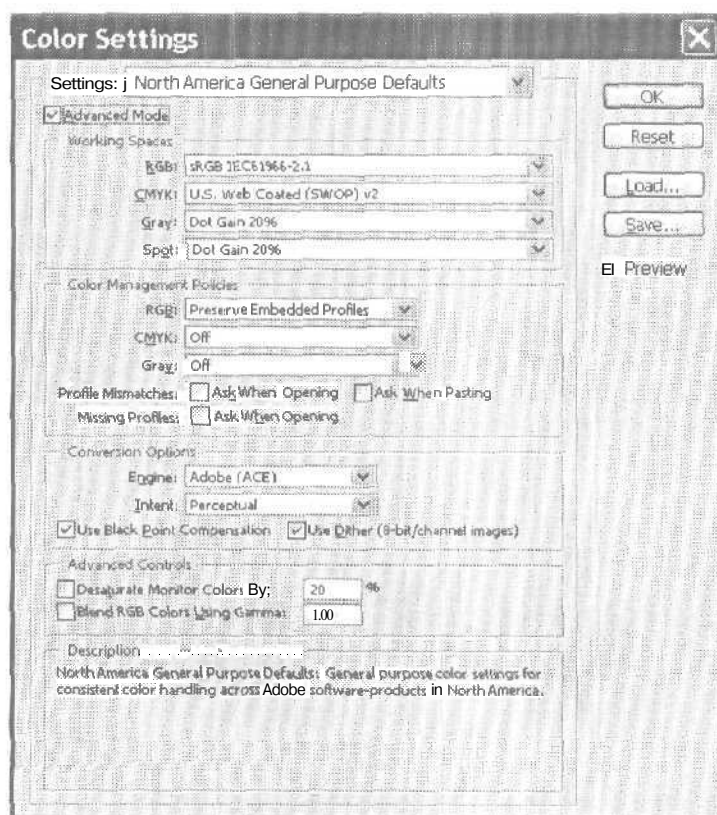 Color Settings
Settings: j North America General Purpose Defaults
OK
Advanced Mode
Reset
Working Spaces
RGB: sRGB IEC61966-2.1
Load...
CMYK: U.S. Web Coated (SWOP) v2
Gray: Dot Gain 20%
Save...
Spot: Dot Gain 20%
El Preview
Color Management Policies
RGB: Preserve Embedded Profiles
CMYK: Off
Gray: Off
Profile Mismatches: Ask When Opening Ask When Pasting
Missing Profiles: Ask When Opening
Conversion Options
Engine: Adobe (ACE)
Intent: Perceptual
Use Black Point Compensation Use Dither (8-bit/channel images)
Advanced Controls
Desaturate Monitor Colors By; 20 %
Blend RGB Colors Using Gamma: 1.00
Description
North America General Purpose Defaults: General purpose color settings for
consistent color handling across Adobe software-products in North America.